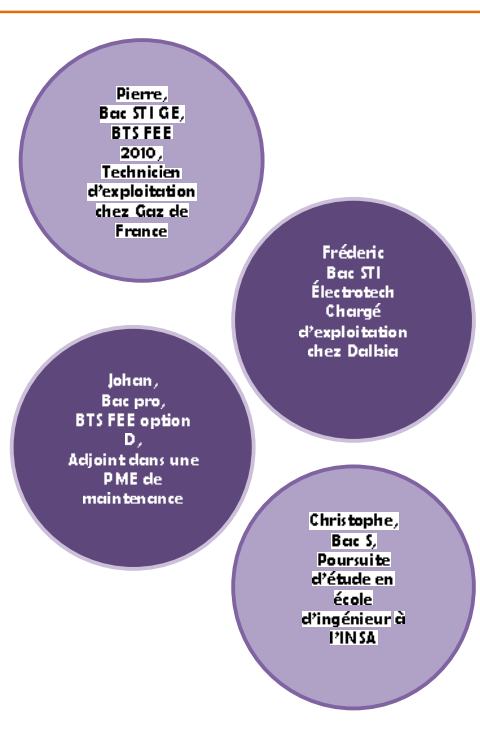 Pierre,
Bac STI GE,
BTS FEE
2010,
Technicien
d'exploitation
chez Gaz de
France
Fréderic
Bac STI
Électrotech
Chargé
d'exploitation
chez Dalkia
Johan,
Bac pro,
BTS FEE option
D,
Adjoint dans une
PME de
maintenance
Christophe,
Bac S,
Poursuite
d'étude en
école
d'ingénieur à
l'INSA